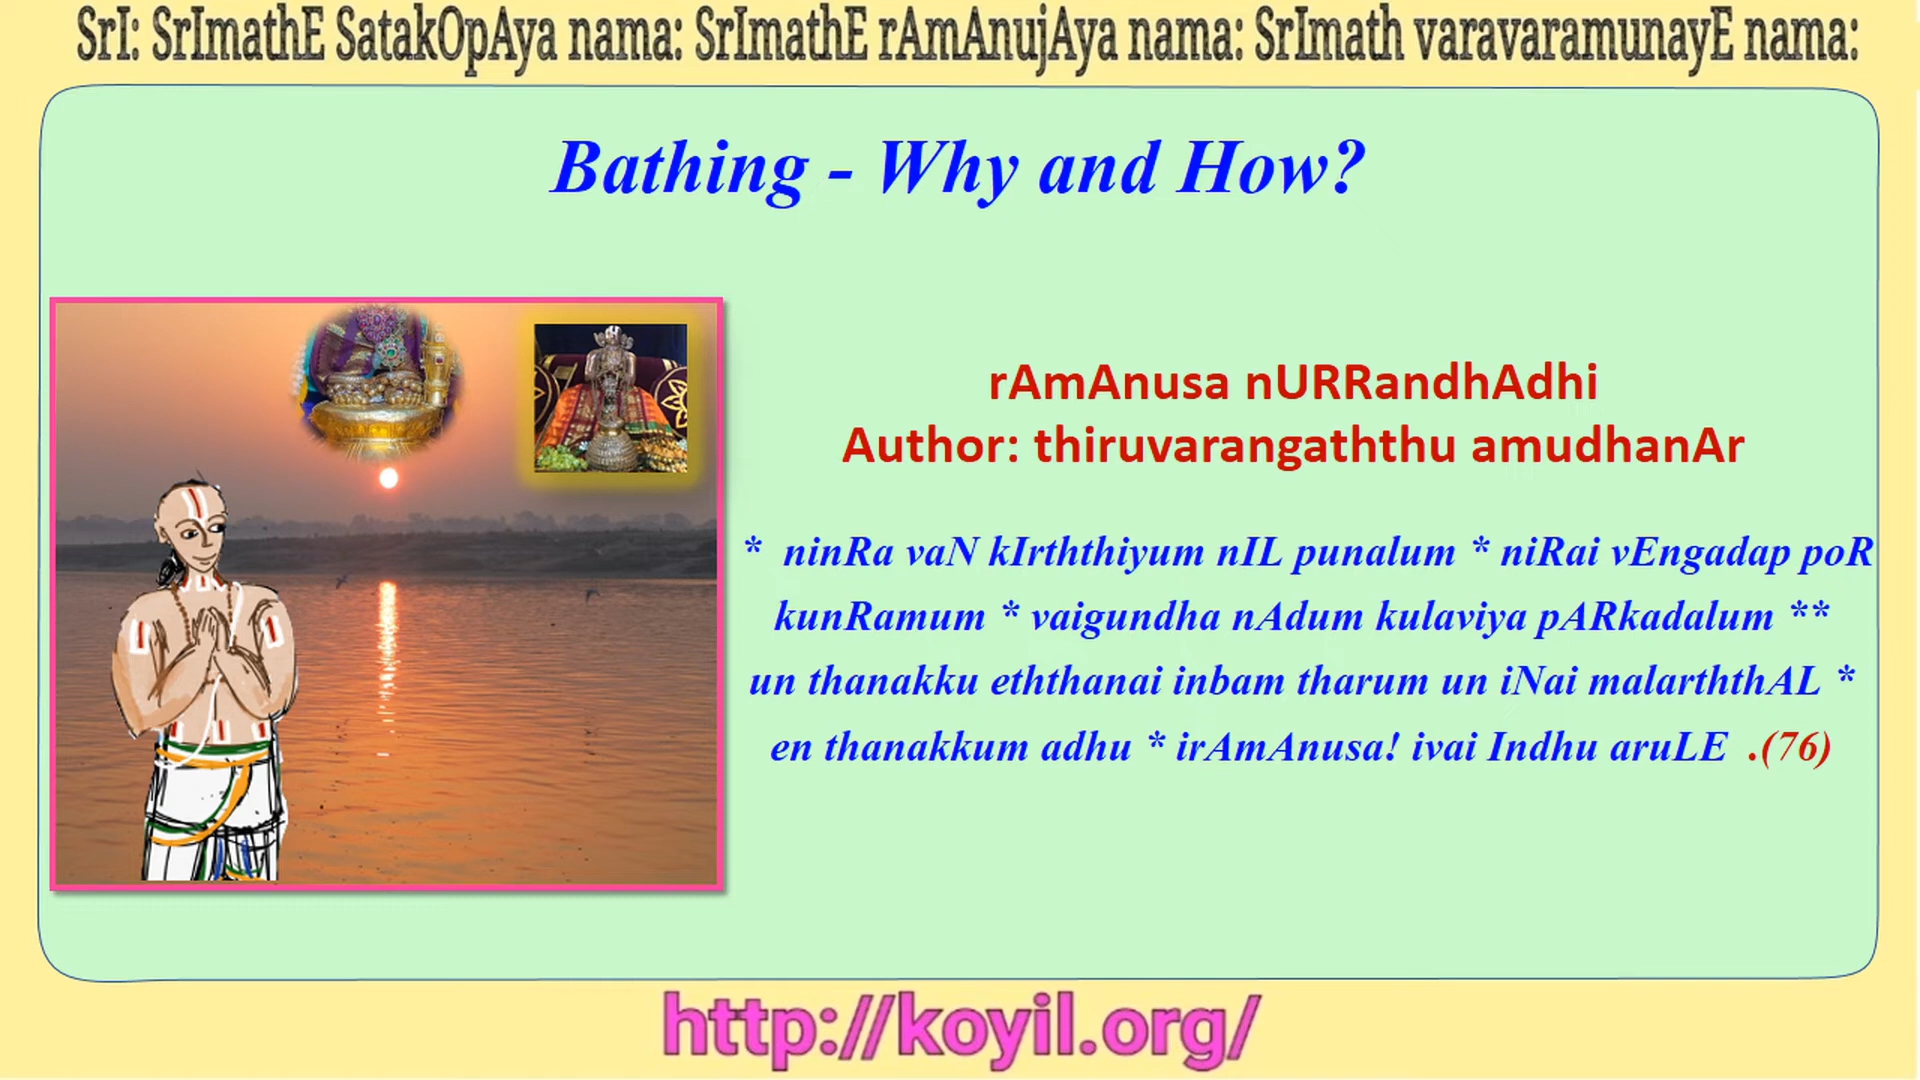 SrI: SrImathE SatakOpAya nama: SrImathE rAmAnujAya nama: SrImath varavaramunayE nama:
Bathing - Why and How?
rAmAnusa nURRandhAdhi
Author: thiruvarangaththu amudhanAr
* ninRa vaN kIrththiyum nIL punalum * niRai vEngadap poR
kunRamum * vaigundha nAdum kulaviya pARkadalum **
un thanakku eththanai inbam tharum un iNai malarththAL *
en thanakkum adhu * irAmAnusa! ivai Indhu aruLE .(76)
http://koyil.org/